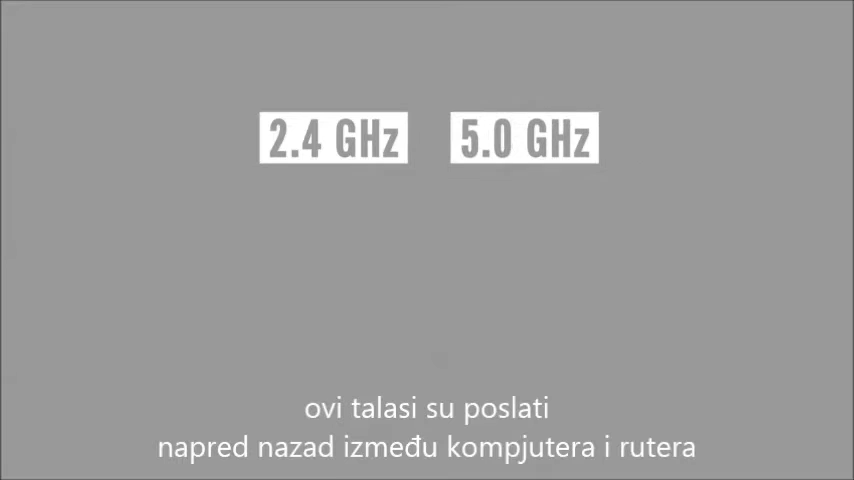 2.4 GHz 5.0 GHz
ovi talasi su poslati
napred nazad između kompjutera i rutera